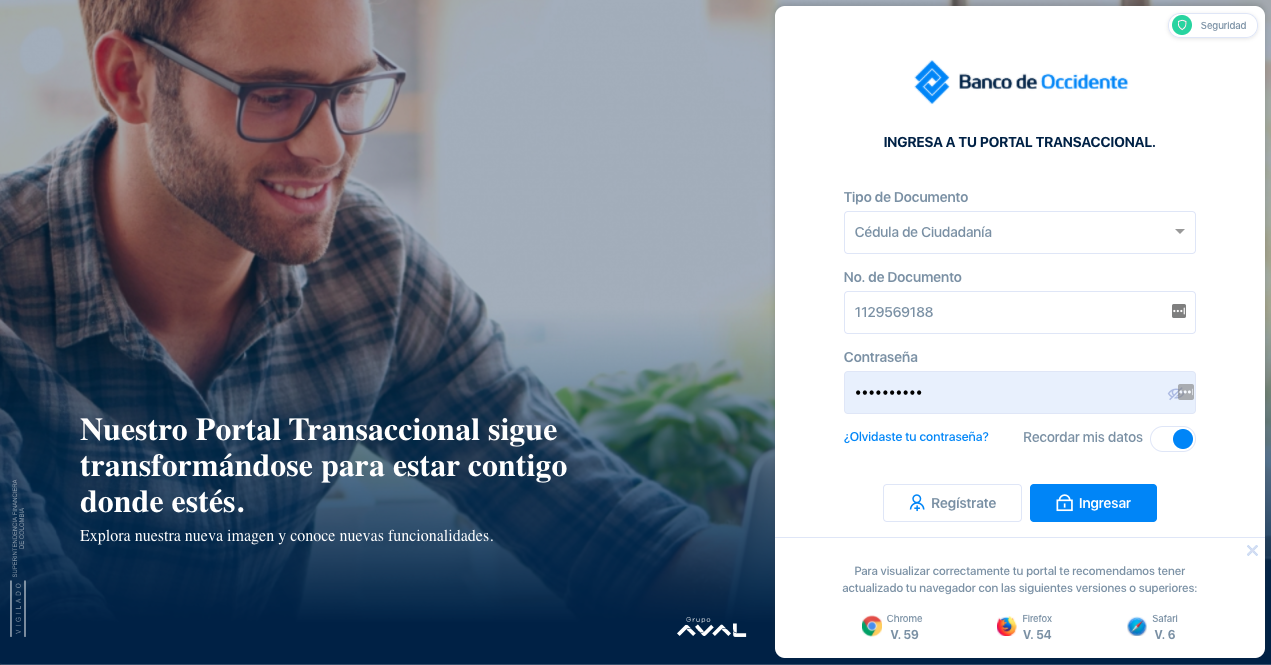 Seguridad
Banco de Occidente
INGRESA A TU PORTAL TRANSACCIONAL.
Tipo de Documento
Cédula de Ciudadanía
No. de Documento
1129569188
Contraseña
••••••••••
¿Olvidaste tu contraseña?
Recordar mis datos
Regístrate
Ingresar
Para visualizar correctamente tu portal te recomendamos tener
actualizado tu navegador con las siguientes versiones o superiores:
Chrome
V. 59
Firefox
V. 54
Safari
V. 6
Nuestro Portal Transaccional sigue
transformándose para estar contigo
donde estés.
Explora nuestra nueva imagen y conoce nuevas funcionalidades.
VIGILADO
SUPERINTENDENCIA FINANCIERA
DE COLOMBIA
Grupo
AVAL